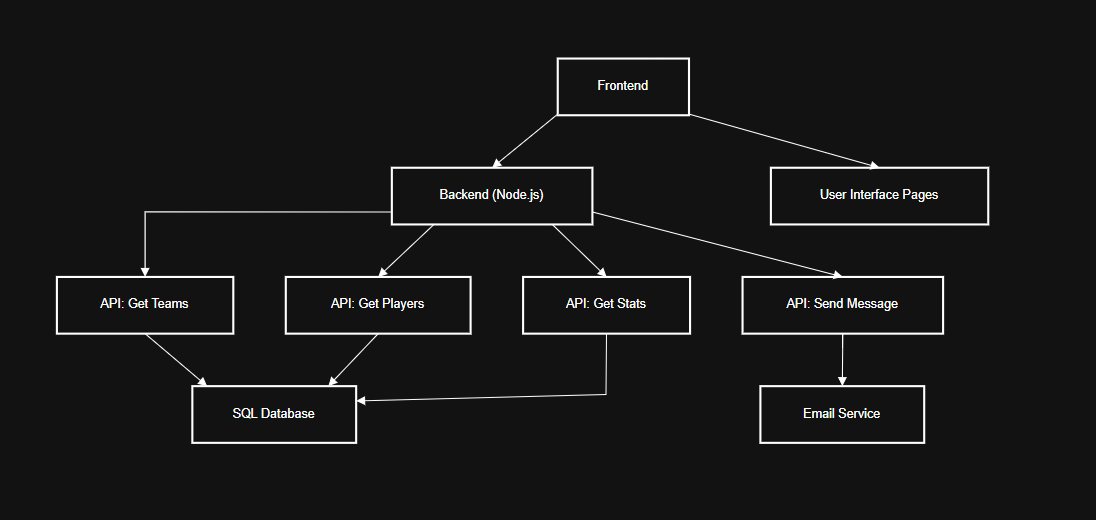 Frontend
Backend (Node.js)
User Interface Pages
API: Get Teams
API: Get Players
API: Get Stats
API: Send Message
SQL Database
Email Service